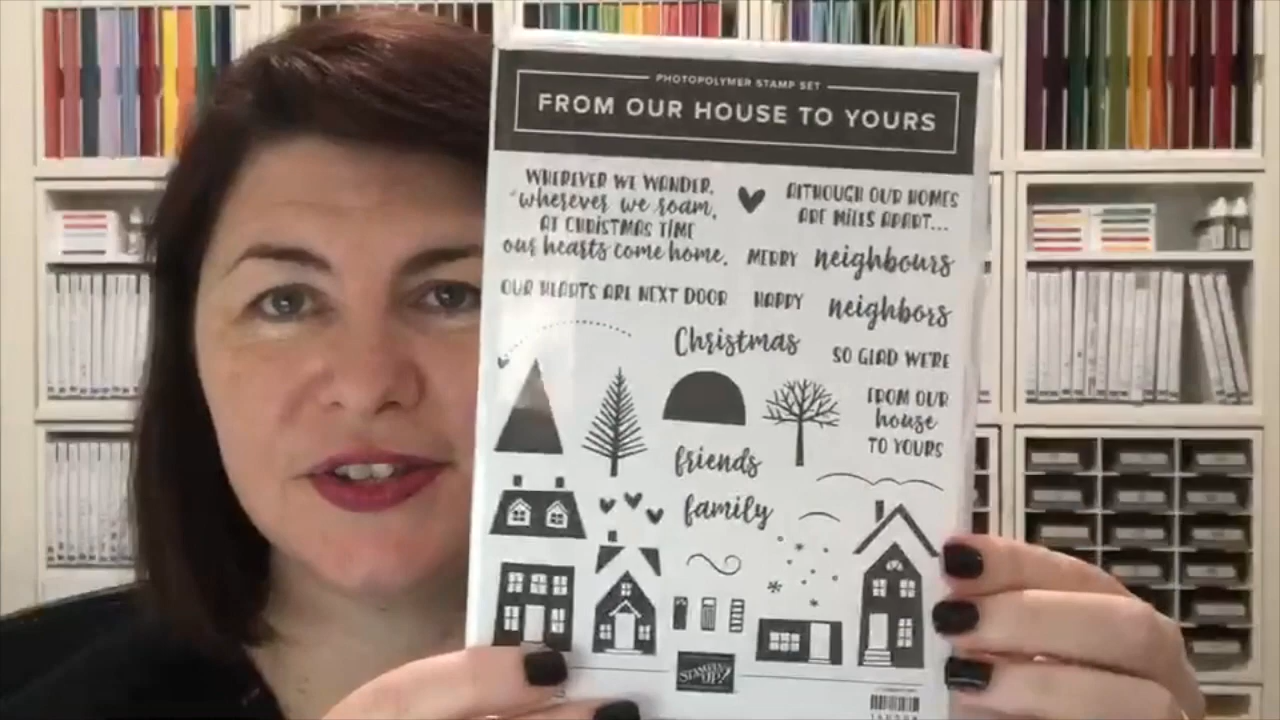 PHOTOPOLYMER STAMP SET
FROM OUR HOUSE TO YOURS
WHEREVER WE WANDER,
wherever we roam,
AT CHRISTMAS TIME
our hearts come home.
ALTHOUGH OUR HOMES
ARE MILES APART...
MERRY neighbours
OUR HEARTS ARE NEXT DOOR
HAPPY neighbors
Christmas
SO GLAD WE'RE
FROM OUR
house
TO YOURS
friends
family
STAMPIN' UP!